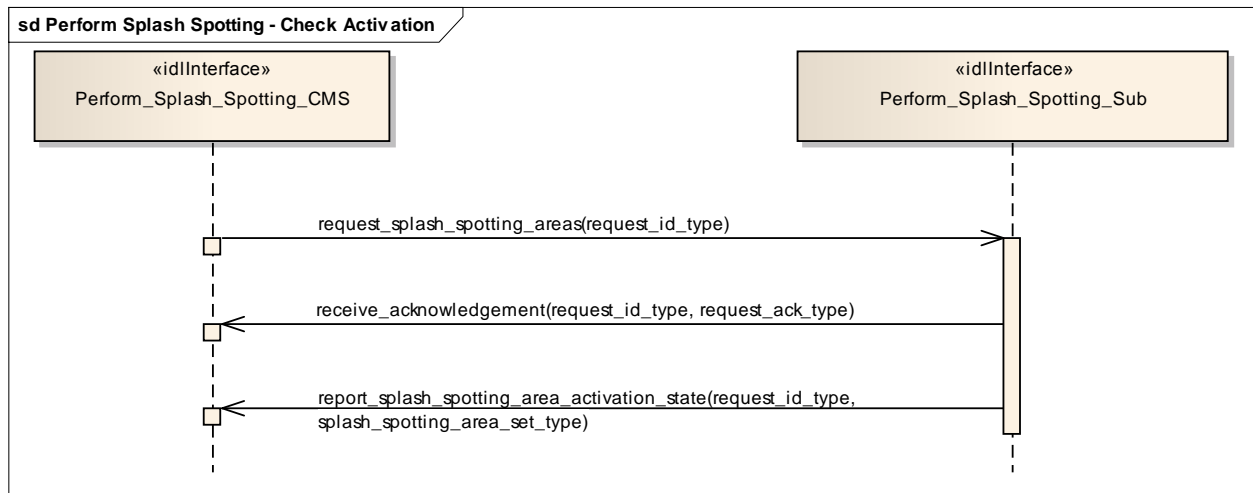 sd Perform Splash Spotting - Check Activation
«idlInterface»
Perform_Splash_Spotting_CMS
«idlInterface»
Perform_Splash_Spotting_Sub
request_splash_spotting_areas(request_id_type)
receive_acknowledgement(request_id_type, request_ack_type)
report_splash_spotting_area_activation_state(request_id_type,
splash_spotting_area_set_type)